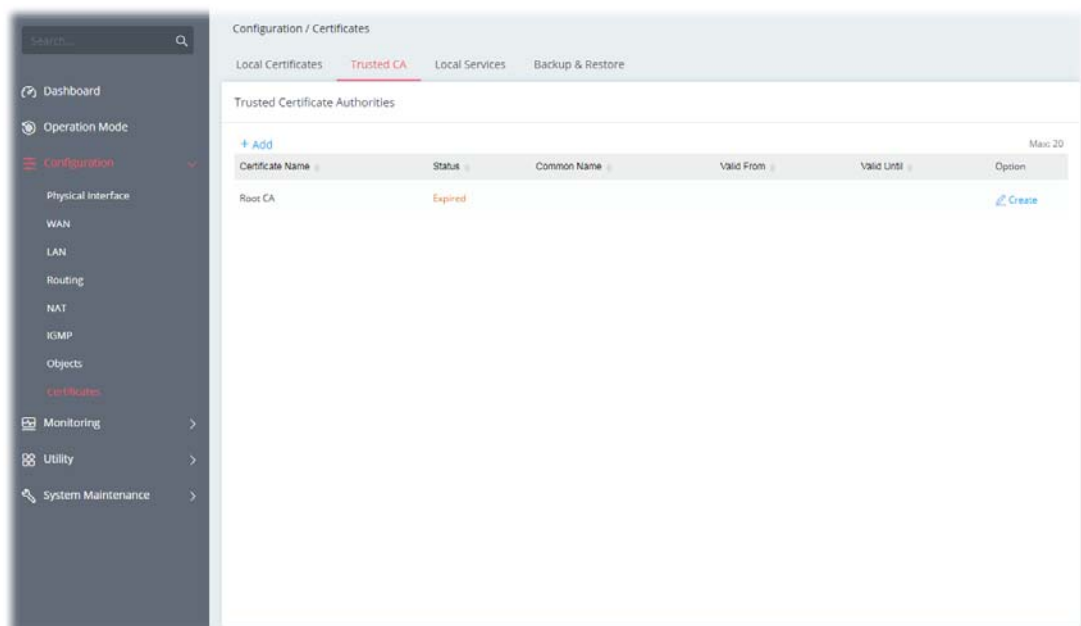 Search...
Dashboard
Operation Mode
Configuration
Physical Interface
WAN
LAN
Routing
NAT
IGMP
Objects
Certificates
Monitoring
Utility
System Maintenance
Configuration / Certificates
Local Certificates Trusted CA Local Services Backup & Restore
Trusted Certificate Authorities
+ Add Max: 20
Certificate Name Status Common Name Valid From Valid Until Option
Root CA Expired Create